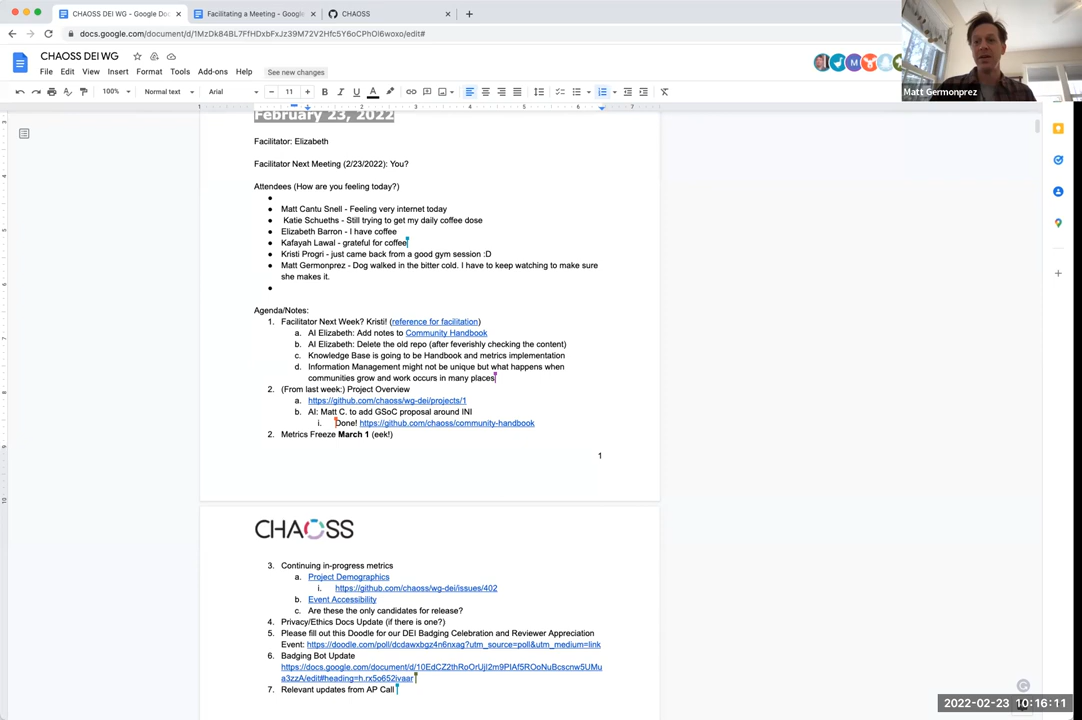 CHAOSS DEI WG - Google Doc
Facilitating a Meeting - Google
CHAOSS
docs.google.com/document/d/1MzDk84BL7FfHDxbFxJz39M72V2Hfc5Y6oCPhOl6woxo/edit#
CHAOSS DEI WG
File Edit View Insert Format Tools Add-ons Help See new changes
100% Normal text Arial 11
Matt Germonprez
February 23, 2022
Facilitator: Elizabeth
Facilitator Next Meeting (2/23/2022): You?
Attendees (How are you feeling today?)
Matt Cantu Snell - Feeling very internet today
Katie Schueths - Still trying to get my daily coffee dose
Elizabeth Barron - I have coffee
Kafayah Lawal - grateful for coffee
Kristi Progri - just came back from a good gym session :D
Matt Germonprez - Dog walked in the bitter cold. I have to keep watching to make sure
she makes it.
Agenda/Notes:
1. Facilitator Next Week? Kristi! (reference for facilitation)
a. AI Elizabeth: Add notes to Community Handbook
b. AI Elizabeth: Delete the old repo (after feverishly checking the content)
c. Knowledge Base is going to be Handbook and metrics implementation
d. Information Management might not be unique but what happens when
communities grow and work occurs in many places
2. (From last week:) Project Overview
a. https://github.com/chaoss/wg-dei/projects/1
b. AI: Matt C. to add GSoC proposal around INI
i. Done! https://github.com/chaoss/community-handbook
2. Metrics Freeze March 1 (eek!)
1
CHAOSS
3. Continuing in-progress metrics
a. Project Demographics
i. https://github.com/chaoss/wg-dei/issues/402
b. Event Accessibility
c. Are these the only candidates for release?
4. Privacy/Ethics Docs Update (if there is one?)
5. Please fill out this Doodle for our DEI Badging Celebration and Reviewer Appreciation
Event: https://doodle.com/poll/dcdawxbgz4n6nxag?utm_source=poll&utm_medium=link
6. Badging Bot Update
https://docs.google.com/document/d/10EdCZ2thRoOrUjl2m9PIAf5ROoNuBcscnw5UMu
a3zzA/edit#heading=h.rx5o652ivaar
7. Relevant updates from AP Call
2022-02-23 10:16:11